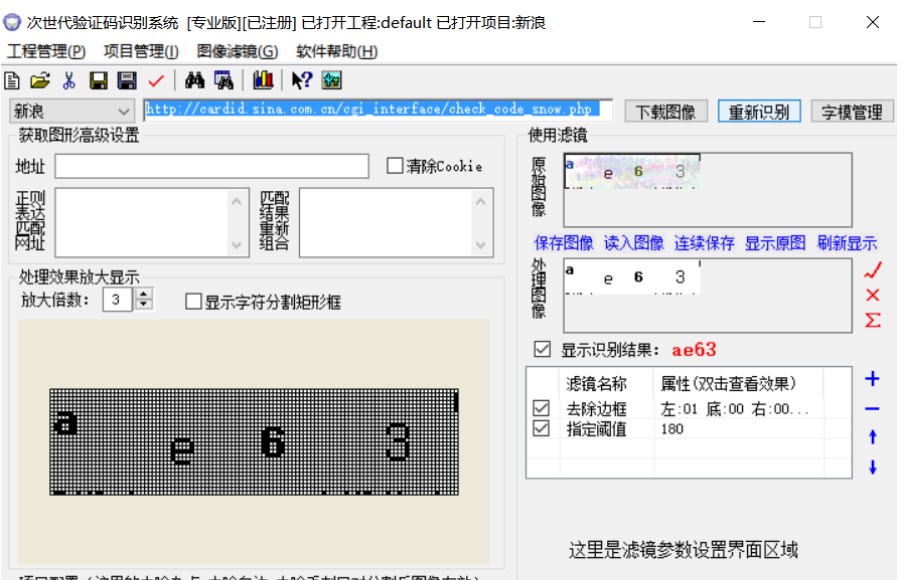 次世代验证码识别系统 [专业版][已注册] 已打开工程:default 已打开项目:新浪
工程管理(P) 项目管理(I) 图像滤镜(G) 软件帮助(H)
新浪 http://cardid.sina.com.cn/cgi_interface/check_code_snow.php 下载图像 重新识别 字模管理
获取图形高级设置
地址 清除Cookie
正则表达匹配网址
匹配结果重新组合
处理效果放大显示
放大倍数: 3 显示字符分割矩形框
a e 6 3
使用滤镜
原始图像
a e 6 3
保存图像 读入图像 连续保存 显示原图 刷新显示
处理图像
a e 6 3
显示识别结果: ae63
滤镜名称 属性(双击查看效果)
去除边框 左:01 底:00 右:00...
指定阈值 180
这里是滤镜参数设置界面区域